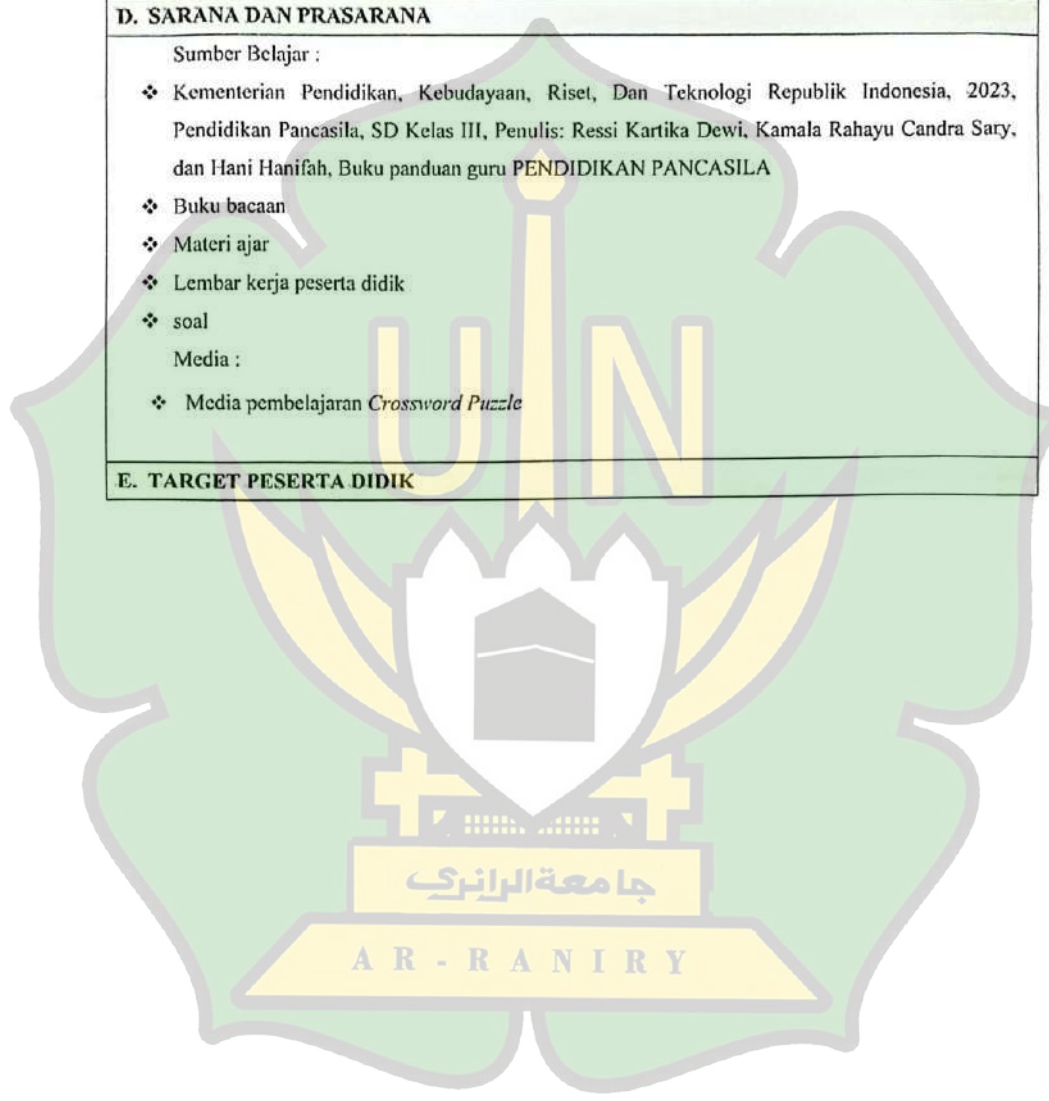 D. SARANA DAN PRASARANA
Sumber Belajar :
❖ Kementerian Pendidikan, Kebudayaan, Riset, Dan Teknologi Republik Indonesia, 2023,
Pendidikan Pancasila, SD Kelas III, Penulis: Ressi Kartika Dewi, Kamala Rahayu Candra Sary,
dan Hani Hanifah, Buku panduan guru PENDIDIKAN PANCASILA
❖ Buku bacaan
❖ Materi ajar
❖ Lembar kerja peserta didik
❖ soal
Media :
❖ Media pembelajaran Crossword Puzzle
E. TARGET PESERTA DIDIK
UIN
جامعة الرانري
AR - RANIRY